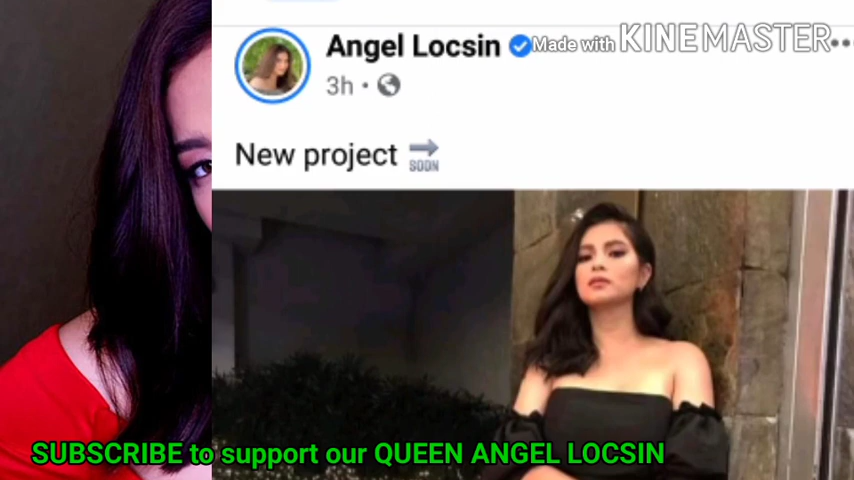 Angel Locsin
Made with KINEMASTER
3h
New project SOON
SUBSCRIBE to support our QUEEN ANGEL LOCSIN